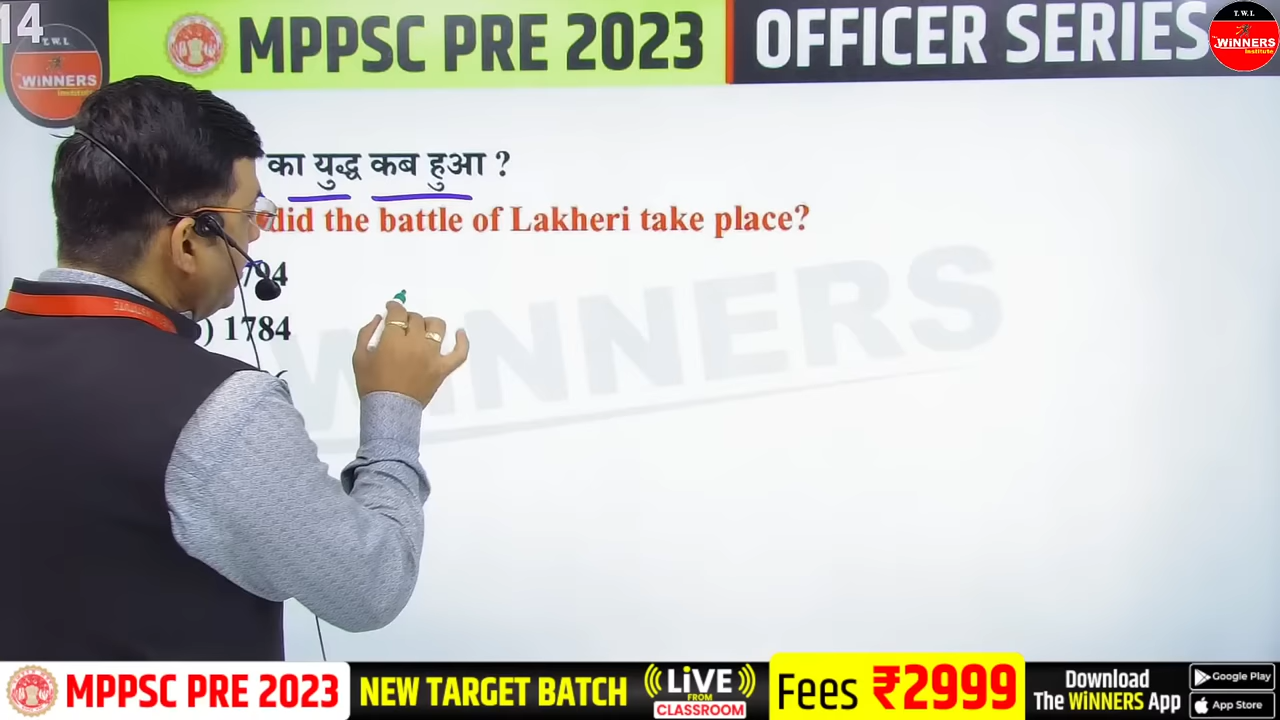 14
T.W.L
WiNNERS
MPPSC PRE 2023
OFFICER SERIES
T.W.L
WiNNERS
Institute
का युद्ध कब हुआ ?
did the battle of Lakheri take place?
794
) 1784
WINNERS
MPPSC PRE 2023
NEW TARGET BATCH
LiVE
FROM
CLASSROOM
Fees ₹2999
Download
The WiNNERS App
Google Play
App Store